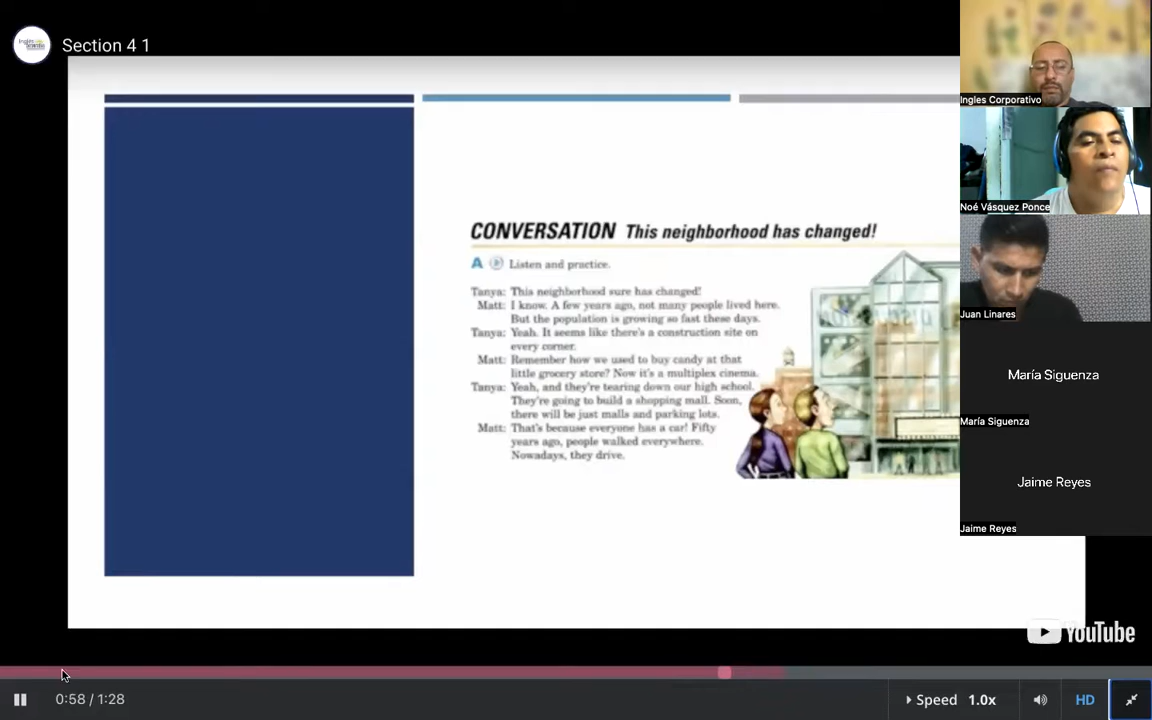 Section 4 1
CONVERSATION This neighborhood has changed!
A Listen and practice.
Tanya: This neighborhood sure has changed!
Matt: I know. A few years ago, not many people lived here.
But the population is growing so fast these days.
Tanya: Yeah. It seems like there's a construction site on
every corner.
Matt: Remember how we used to buy candy at that
little grocery store? Now it's a multiplex cinema.
Tanya: Yeah, and they're tearing down our high school.
They're going to build a shopping mall. Soon,
there will be just malls and parking lots.
Matt: That's because everyone has a car! Fifty
years ago, people walked everywhere.
Nowadays, they drive.
Ingles Corporativo
Noé Vásquez Ponce
Juan Linares
María Siguenza
María Siguenza
Jaime Reyes
Jaime Reyes
YouTube
0:58 / 1:28
Speed 1.0x
HD